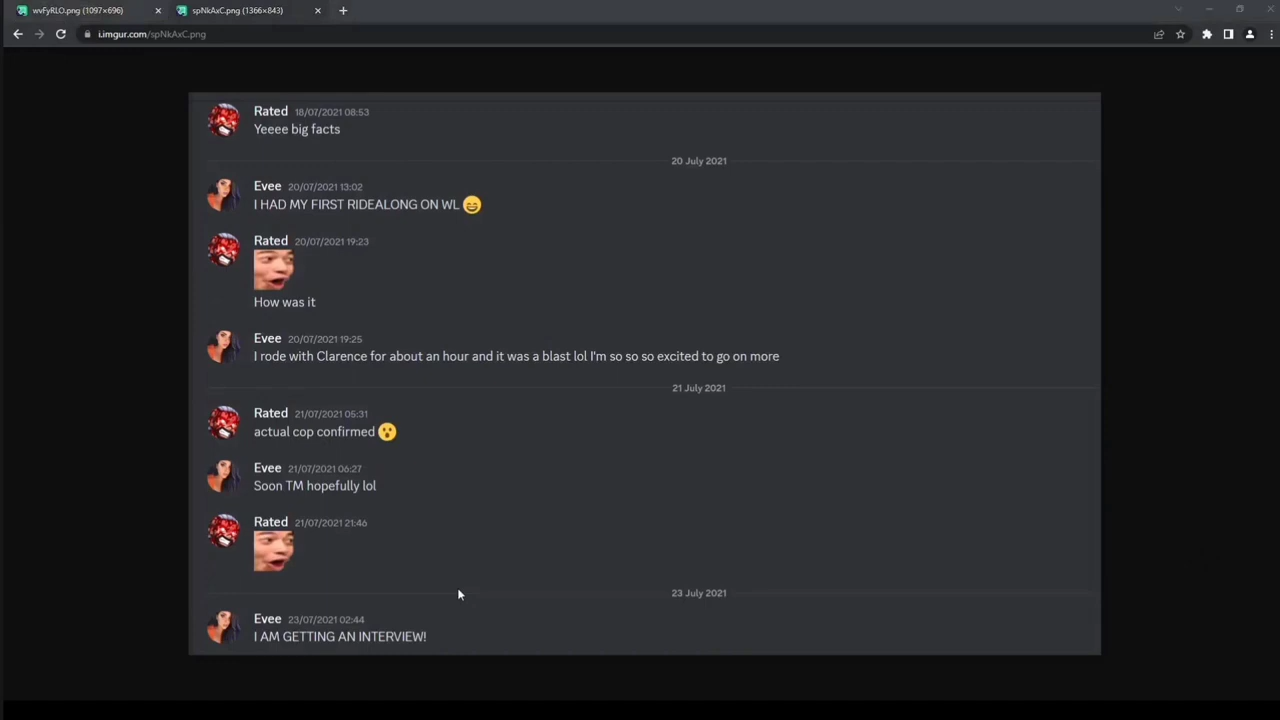 wvFyRLO.png (1097×696)
spNkAxC.png (1366×843)
i.imgur.com/spNkAxC.png
Rated 18/07/2021 08:53
Yeeee big facts
20 July 2021
Evee 20/07/2021 13:02
I HAD MY FIRST RIDEALONG ON WL 😄
Rated 20/07/2021 19:23
How was it
Evee 20/07/2021 19:25
I rode with Clarence for about an hour and it was a blast lol I'm so so so excited to go on more
21 July 2021
Rated 21/07/2021 05:31
actual cop confirmed 😮
Evee 21/07/2021 06:27
Soon TM hopefully lol
Rated 21/07/2021 21:46
23 July 2021
Evee 23/07/2021 02:44
I AM GETTING AN INTERVIEW!